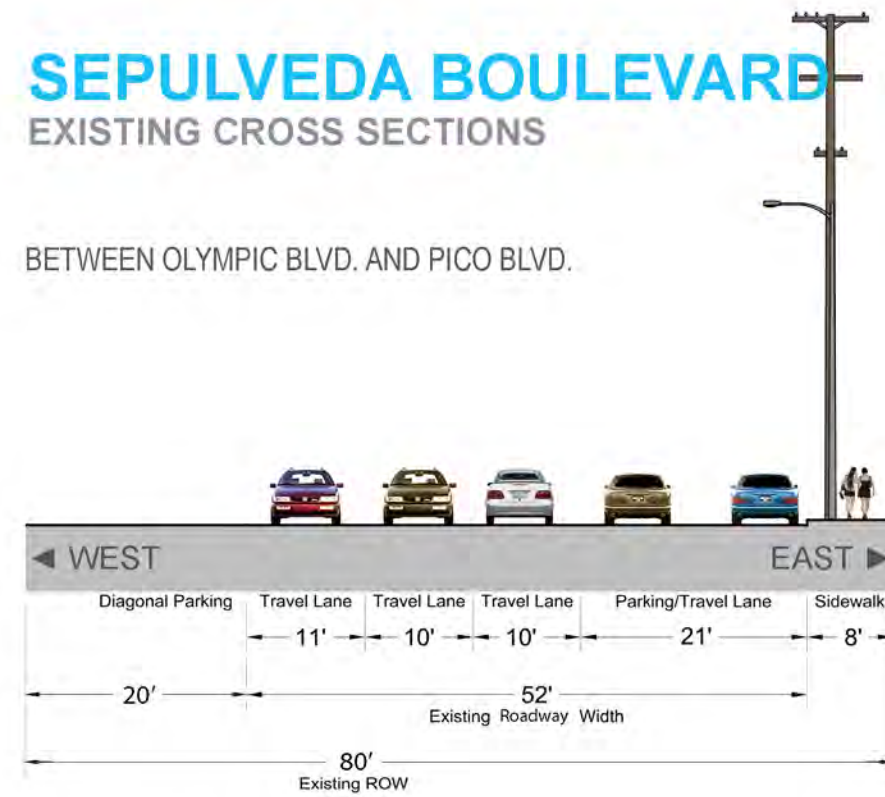 SEPULVEDA BOULEVARD
EXISTING CROSS SECTIONS
BETWEEN OLYMPIC BLVD. AND PICO BLVD.
◄ WEST EAST ►
Diagonal Parking Travel Lane Travel Lane Travel Lane Parking/Travel Lane Sidewalk
11' 10' 10' 21' 8'
20' 52'
Existing Roadway Width
80'
Existing ROW